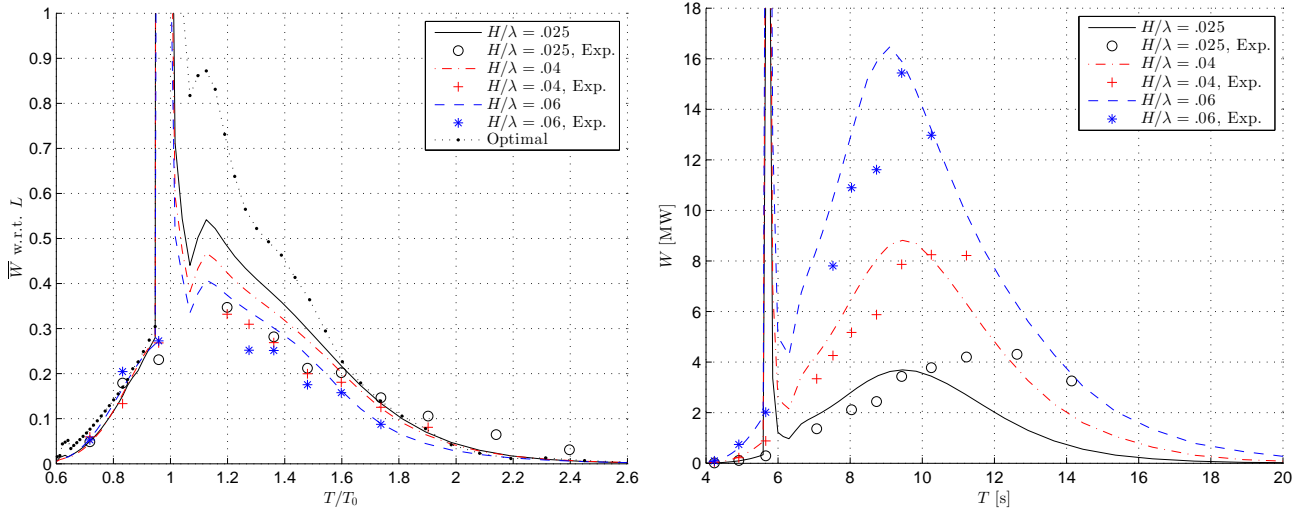 1
0.9
0.8
0.7
0.6
0.5
0.4
0.3
0.2
0.1
0
W̅ w.r.t. L
0.6 0.8 1 1.2 1.4 1.6 1.8 2 2.2 2.4 2.6
T/T₀
H/λ = .025
H/λ = .025, Exp.
H/λ = .04
H/λ = .04, Exp.
H/λ = .06
H/λ = .06, Exp.
Optimal
18
16
14
12
10
8
6
4
2
0
W [MW]
4 6 8 10 12 14 16 18 20
T [s]
H/λ = .025
H/λ = .025, Exp.
H/λ = .04
H/λ = .04, Exp.
H/λ = .06
H/λ = .06, Exp.